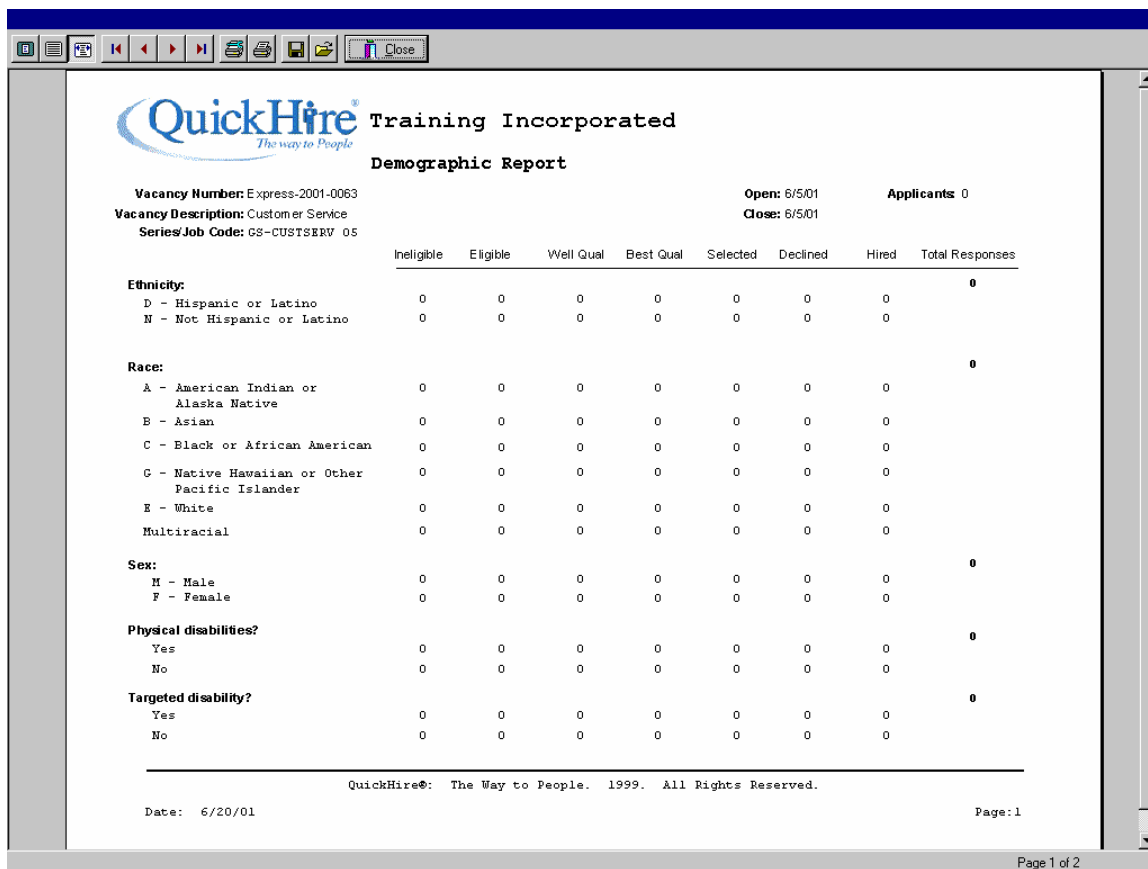 Close
QuickHire® Training Incorporated
The way to People
Demographic Report
Vacancy Number: Express-2001-0063 Open: 6/5/01 Applicants: 0
Vacancy Description: Customer Service Close: 6/5/01
Series/Job Code: GS-CUSTSERV 05
Ineligible Eligible Well Qual Best Qual Selected Declined Hired Total Responses
Ethnicity: 0
D - Hispanic or Latino 0 0 0 0 0 0 0
N - Not Hispanic or Latino 0 0 0 0 0 0 0
Race: 0
A - American Indian or 0 0 0 0 0 0 0
Alaska Native
B - Asian 0 0 0 0 0 0 0
C - Black or African American 0 0 0 0 0 0 0
G - Native Hawaiian or Other 0 0 0 0 0 0 0
Pacific Islander
E - White 0 0 0 0 0 0 0
Multiracial 0 0 0 0 0 0 0
Sex: 0
M - Male 0 0 0 0 0 0 0
F - Female 0 0 0 0 0 0 0
Physical disabilities? 0
Yes 0 0 0 0 0 0 0
No 0 0 0 0 0 0 0
Targeted disability? 0
Yes 0 0 0 0 0 0 0
No 0 0 0 0 0 0 0
QuickHire®: The Way to People. 1999. All Rights Reserved.
Date: 6/20/01 Page:1
Page 1 of 2